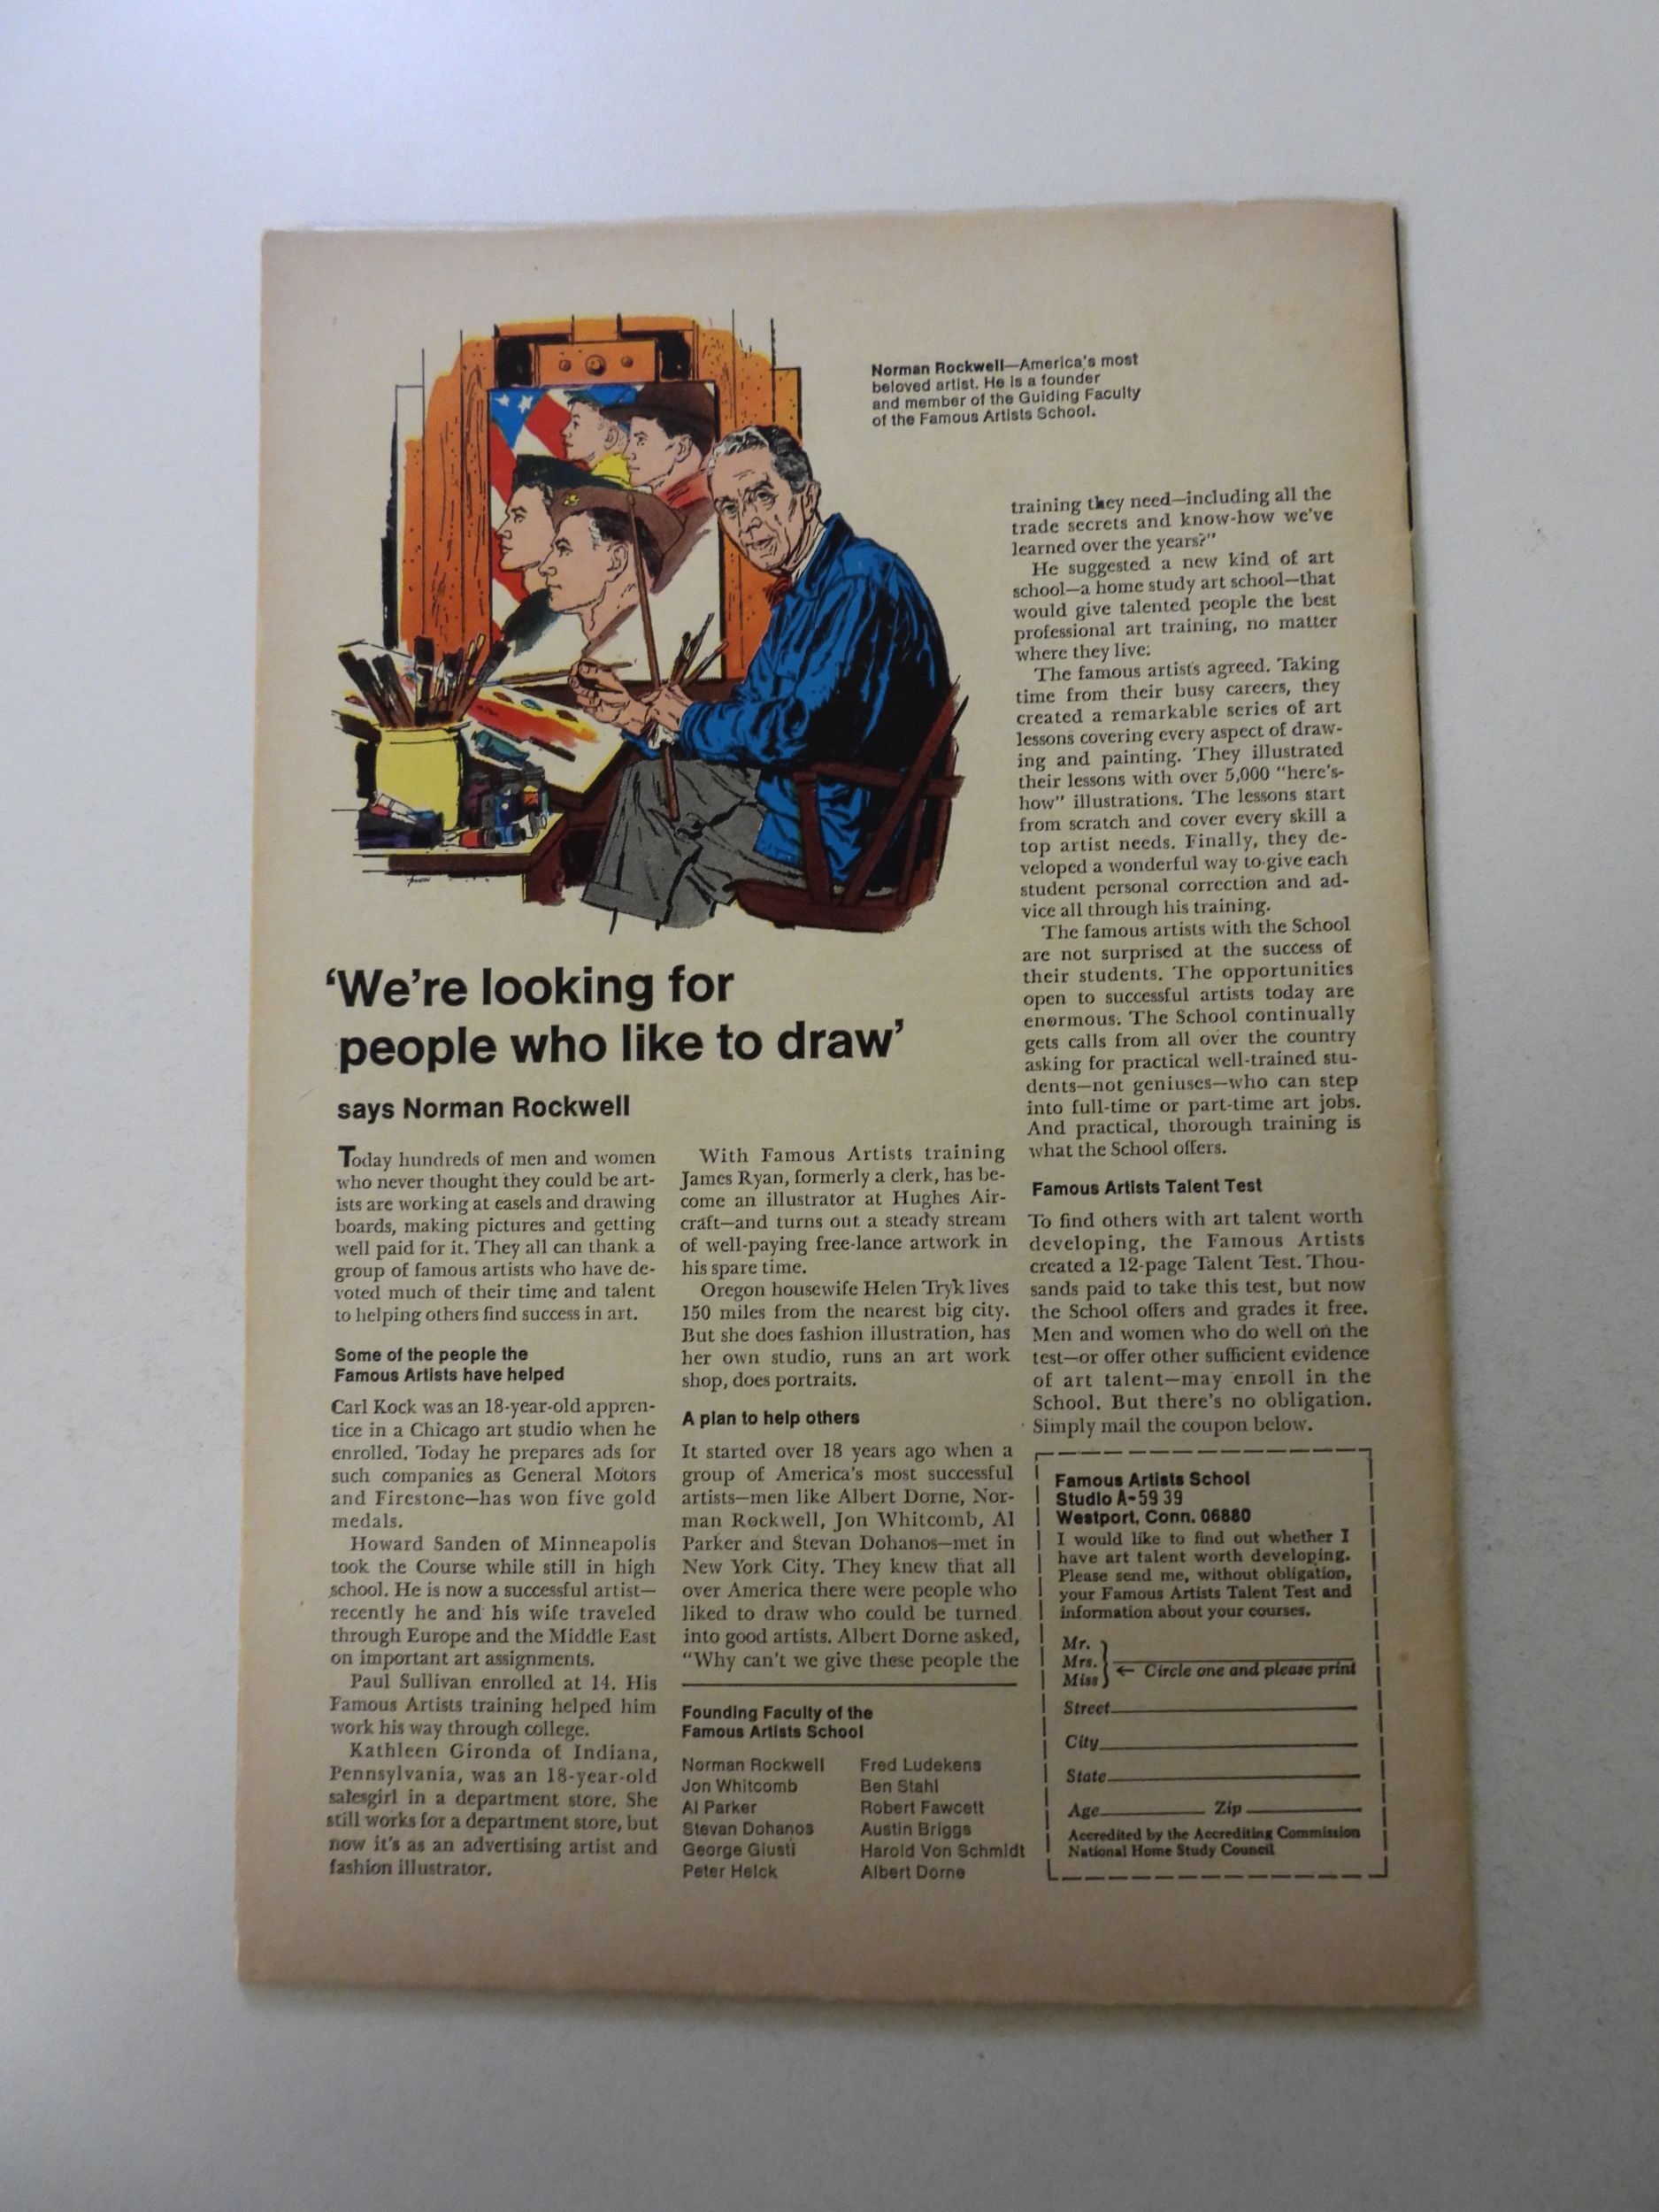 Norman Rockwell—America's most
beloved artist. He is a founder
and member of the Guiding Faculty
of the Famous Artists School.
'We're looking for
people who like to draw'
says Norman Rockwell
Today hundreds of men and women
who never thought they could be art-
ists are working at easels and drawing
boards, making pictures and getting
well paid for it. They all can thank a
group of famous artists who have de-
voted much of their time and talent
to helping others find success in art.
Some of the people the
Famous Artists have helped
Carl Kock was an 18-year-old appren-
tice in a Chicago art studio when he
enrolled. Today he prepares ads for
such companies as General Motors
and Firestone—has won five gold
medals.
Howard Sanden of Minneapolis
took the Course while still in high
school. He is now a successful artist—
recently he and his wife traveled
through Europe and the Middle East
on important art assignments.
Paul Sullivan enrolled at 14. His
Famous Artists training helped him
work his way through college.
Kathleen Gironda of Indiana,
Pennsylvania, was an 18-year-old
salesgirl in a department store. She
still works for a department store, but
now it's as an advertising artist and
fashion illustrator.
With Famous Artists training
James Ryan, formerly a clerk, has be-
come an illustrator at Hughes Air-
craft—and turns out a steady stream
of well-paying free-lance artwork in
his spare time.
Oregon housewife Helen Tryk lives
150 miles from the nearest big city.
But she does fashion illustration, has
her own studio, runs an art work
shop, does portraits.
A plan to help others
It started over 18 years ago when a
group of America's most successful
artists—men like Albert Dorne, Nor-
man Rockwell, Jon Whitcomb, Al
Parker and Stevan Dohanos—met in
New York City. They knew that all
over America there were people who
liked to draw who could be turned
into good artists. Albert Dorne asked,
"Why can't we give these people the
Founding Faculty of the
Famous Artists School
Norman Rockwell
Jon Whitcomb
Al Parker
Stevan Dohanos
George Giusti
Peter Helck
Fred Ludekens
Ben Stahl
Robert Fawcett
Austin Briggs
Harold Von Schmidt
Albert Dorne
training they need—including all the
trade secrets and know-how we've
learned over the years?"
He suggested a new kind of art
school—a home study art school—that
would give talented people the best
professional art training, no matter
where they live.
The famous artists agreed. Taking
time from their busy careers, they
created a remarkable series of art
lessons covering every aspect of draw-
ing and painting. They illustrated
their lessons with over 5,000 "here's-
how" illustrations. The lessons start
from scratch and cover every skill a
top artist needs. Finally, they de-
veloped a wonderful way to give each
student personal correction and ad-
vice all through his training.
The famous artists with the School
are not surprised at the success of
their students. The opportunities
open to successful artists today are
enormous. The School continually
gets calls from all over the country
asking for practical well-trained stu-
dents—not geniuses—who can step
into full-time or part-time art jobs.
And practical, thorough training is
what the School offers.
Famous Artists Talent Test
To find others with art talent worth
developing, the Famous Artists
created a 12-page Talent Test. Thou-
sands paid to take this test, but now
the School offers and grades it free.
Men and women who do well on the
test—or offer other sufficient evidence
of art talent—may enroll in the
School. But there's no obligation.
Simply mail the coupon below.
Famous Artists School
Studio A-59 39
Westport, Conn. 06880
I would like to find out whether I
have art talent worth developing.
Please send me, without obligation,
your Famous Artists Talent Test and
information about your courses.
Mr.
Mrs.
Miss
← Circle one and please print
Street
City
State
Age Zip
Accredited by the Accrediting Commission
National Home Study Council